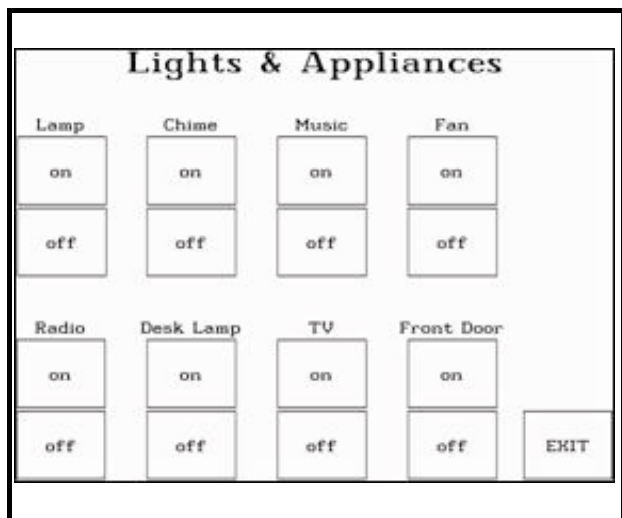 Lights & Appliances
Lamp Chime Music Fan
on on on on
off off off off
Radio Desk Lamp TV Front Door
on on on on
off off off off EXIT